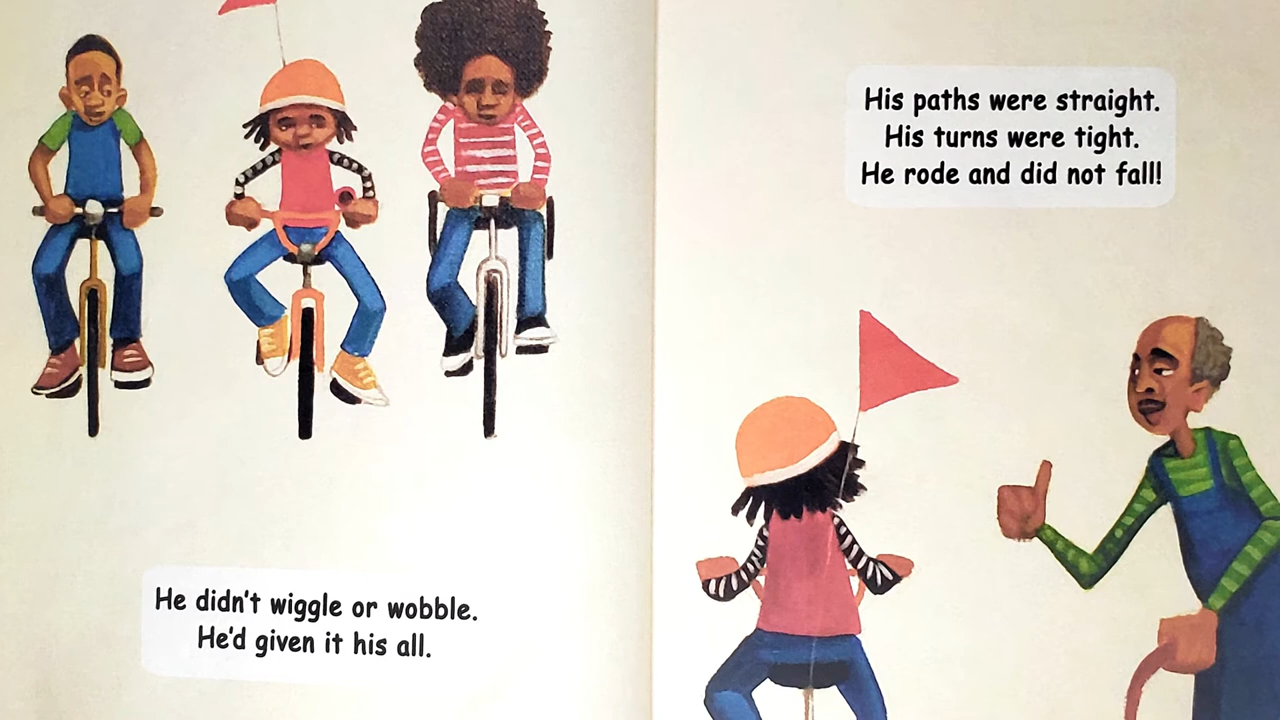 He didn't wiggle or wobble.
He'd given it his all.
His paths were straight.
His turns were tight.
He rode and did not fall!